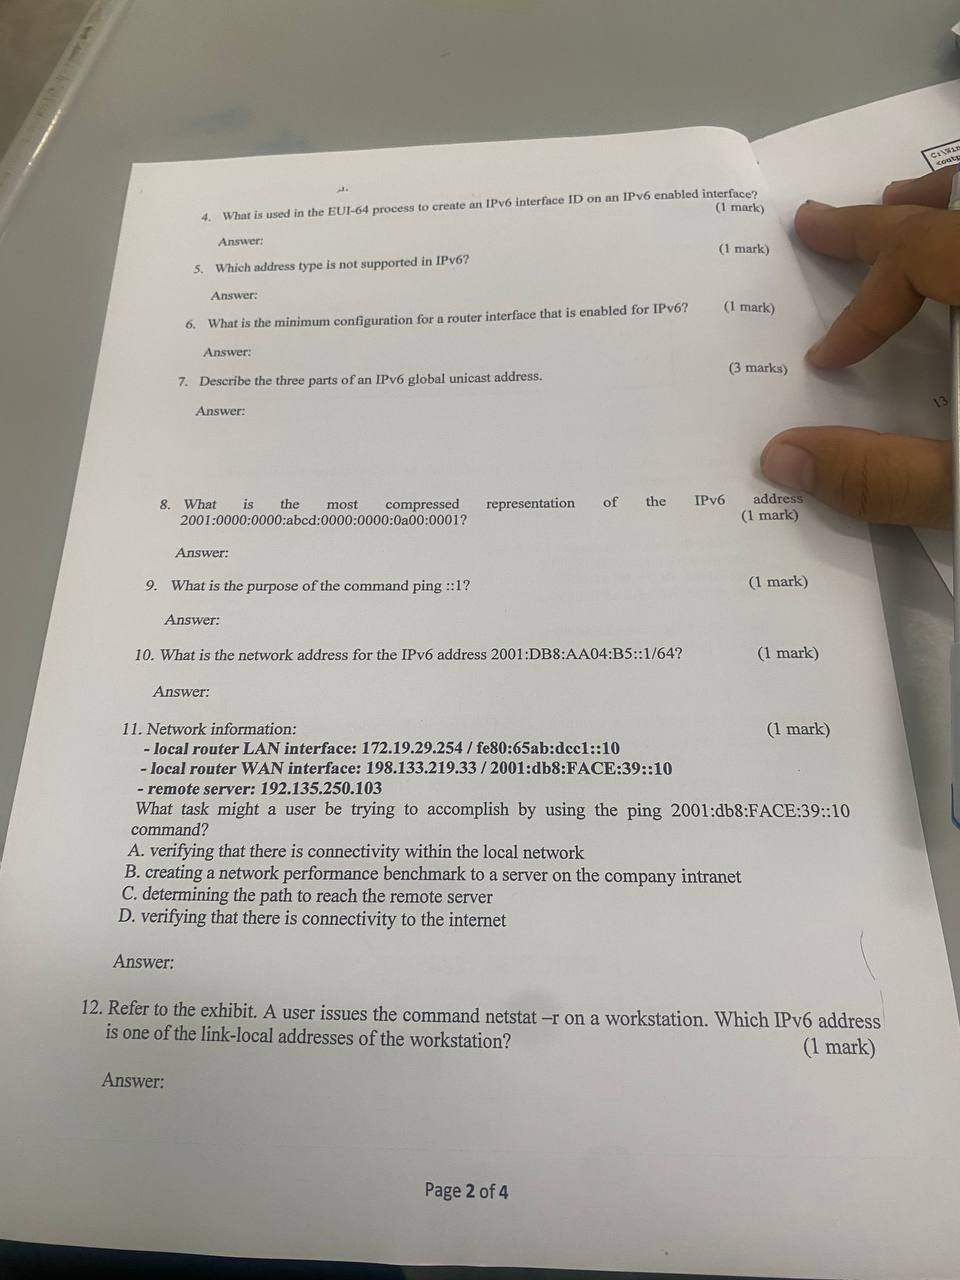 4. What is used in the EUI-64 process to create an IPv6 interface ID on an IPv6 enabled interface?
(1 mark)
Answer:
5. Which address type is not supported in IPv6? (1 mark)
Answer:
6. What is the minimum configuration for a router interface that is enabled for IPv6? (1 mark)
Answer:
7. Describe the three parts of an IPv6 global unicast address. (3 marks)
Answer:
8. What is the most compressed representation of the IPv6 address
2001:0000:0000:abcd:0000:0000:0a00:0001? (1 mark)
Answer:
9. What is the purpose of the command ping ::1? (1 mark)
Answer:
10. What is the network address for the IPv6 address 2001:DB8:AA04:B5::1/64? (1 mark)
Answer:
11. Network information: (1 mark)
- local router LAN interface: 172.19.29.254 / fe80:65ab:dcc1::10
- local router WAN interface: 198.133.219.33 / 2001:db8:FACE:39::10
- remote server: 192.135.250.103
What task might a user be trying to accomplish by using the ping 2001:db8:FACE:39::10
command?
A. verifying that there is connectivity within the local network
B. creating a network performance benchmark to a server on the company intranet
C. determining the path to reach the remote server
D. verifying that there is connectivity to the internet
Answer:
12. Refer to the exhibit. A user issues the command netstat –r on a workstation. Which IPv6 address
is one of the link-local addresses of the workstation? (1 mark)
Answer:
Page 2 of 4
13